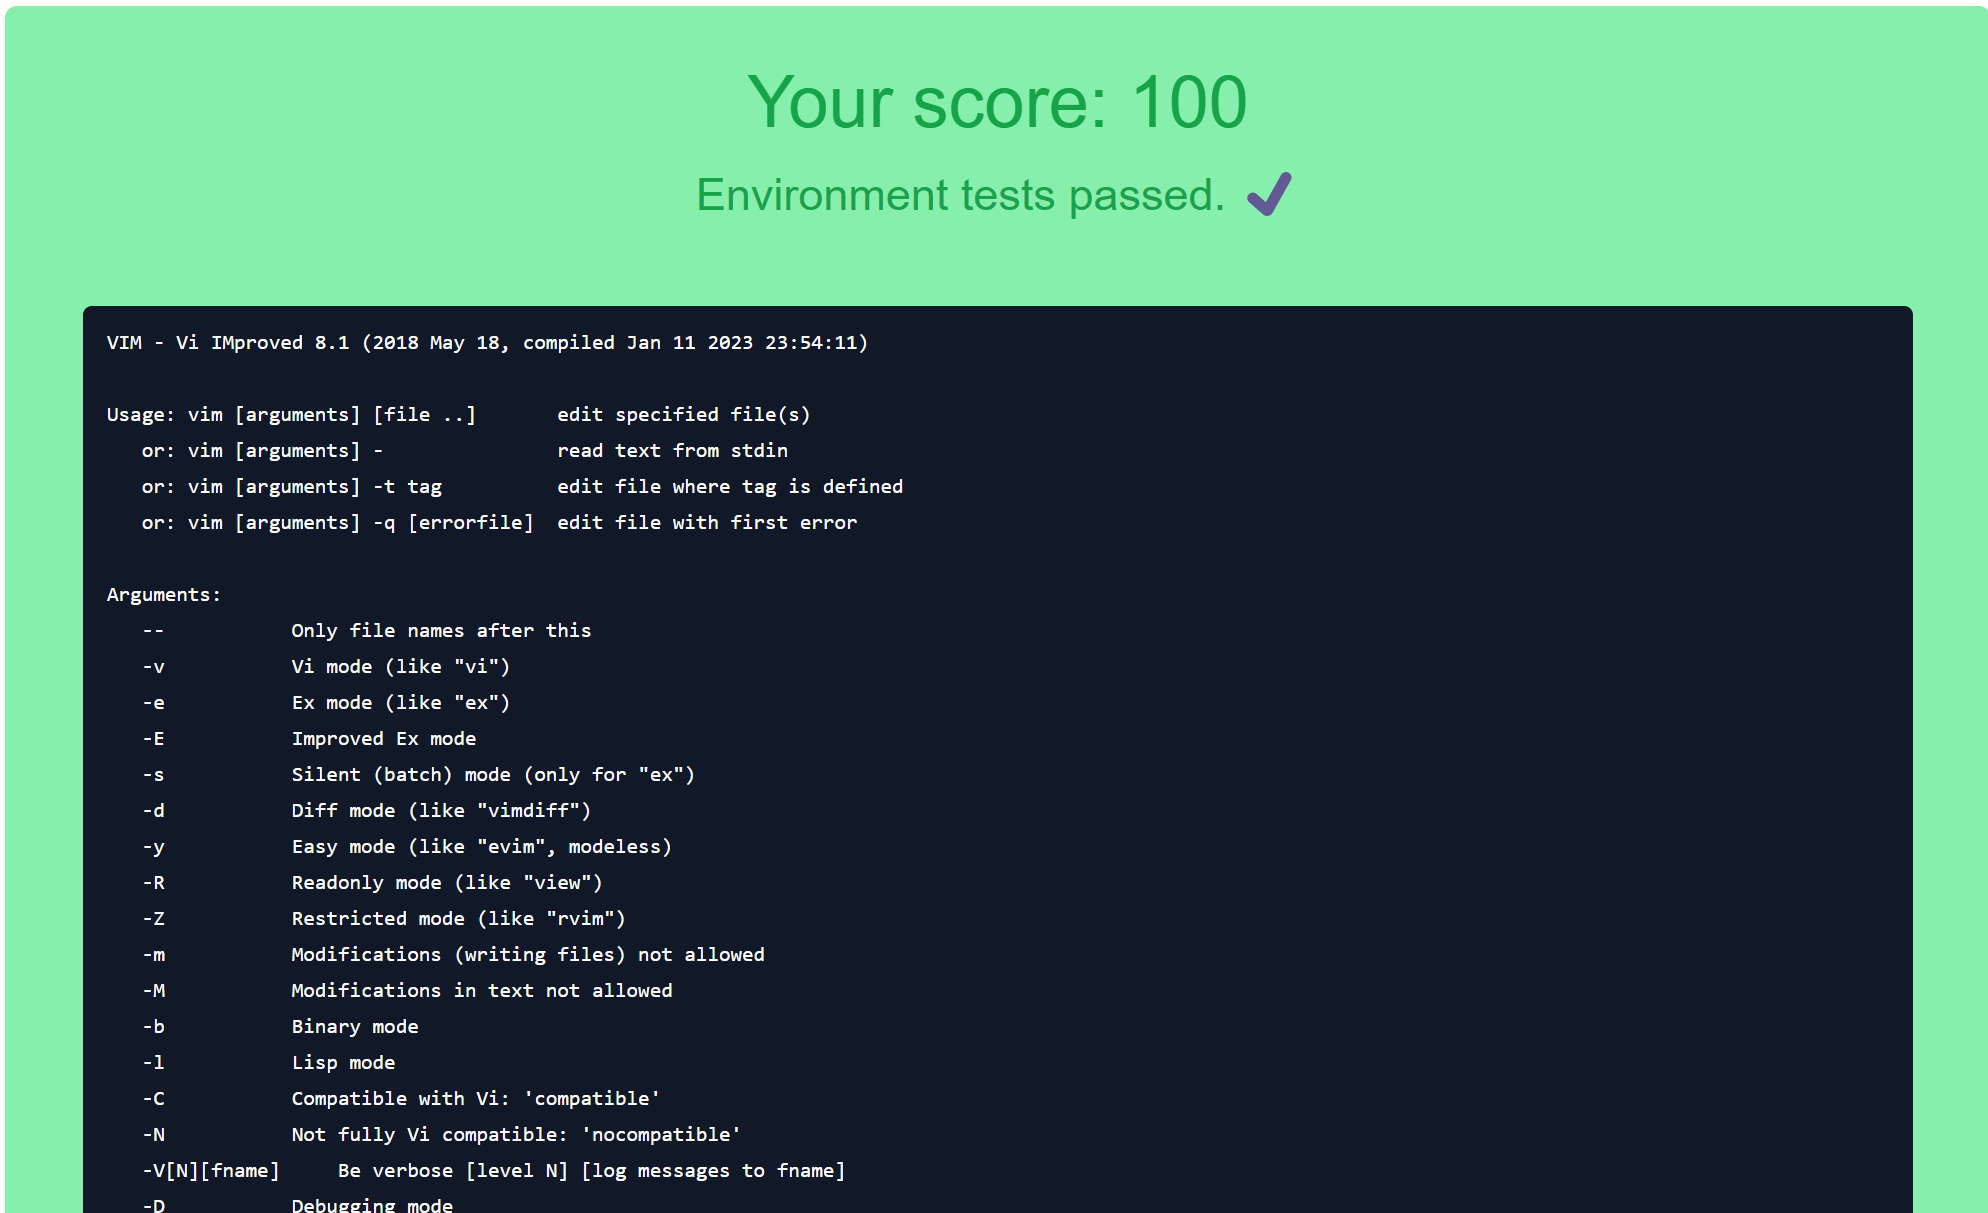 Your score: 100
Environment tests passed.
VIM - Vi IMproved 8.1 (2018 May 18, compiled Jan 11 2023 23:54:11)
Usage: vim [arguments] [file ..]       edit specified file(s)
   or: vim [arguments] -               read text from stdin
   or: vim [arguments] -t tag          edit file where tag is defined
   or: vim [arguments] -q [errorfile]  edit file with first error
Arguments:
   --           Only file names after this
   -v           Vi mode (like "vi")
   -e           Ex mode (like "ex")
   -E           Improved Ex mode
   -s           Silent (batch) mode (only for "ex")
   -d           Diff mode (like "vimdiff")
   -y           Easy mode (like "evim", modeless)
   -R           Readonly mode (like "view")
   -Z           Restricted mode (like "rvim")
   -m           Modifications (writing files) not allowed
   -M           Modifications in text not allowed
   -b           Binary mode
   -l           Lisp mode
   -C           Compatible with Vi: 'compatible'
   -N           Not fully Vi compatible: 'nocompatible'
   -V[N][fname]     Be verbose [level N] [log messages to fname]
   -D           Debugging mode